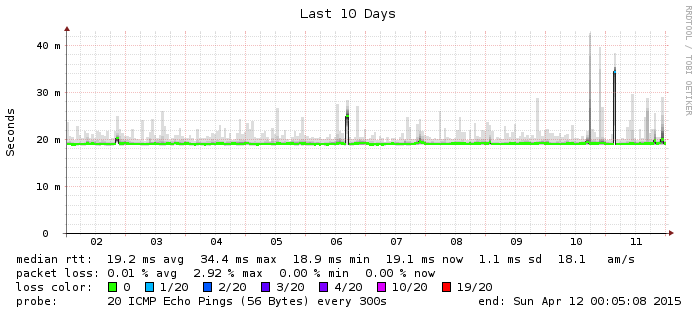 Last 10 Days
RRDTOOL / TOBI OETIKER
Seconds
40 m
30 m
20 m
10 m
0
02 03 04 05 06 07 08 09 10 11
median rtt: 19.2 ms avg 34.4 ms max 18.9 ms min 19.1 ms now 1.1 ms sd 18.1 am/s
packet loss: 0.01 % avg 2.92 % max 0.00 % min 0.00 % now
loss color: 0 1/20 2/20 3/20 4/20 10/20 19/20
probe: 20 ICMP Echo Pings (56 Bytes) every 300s end: Sun Apr 12 00:05:08 2015